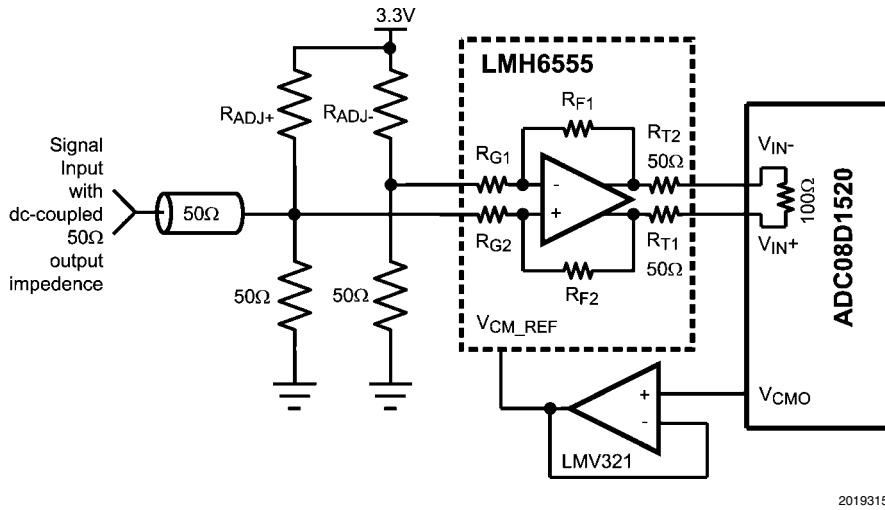 3.3V
LMH6555
RADJ+
RADJ-
RF1
RT2
50Ω
RG1
VIN-
Signal
Input
with
dc-coupled
50Ω
output
impedence
50Ω
-
+
100Ω
RG2
RT1
50Ω
VIN+
RF2
50Ω
50Ω
VCM_REF
ADC08D1520
+
-
VCMO
LMV321
2019315